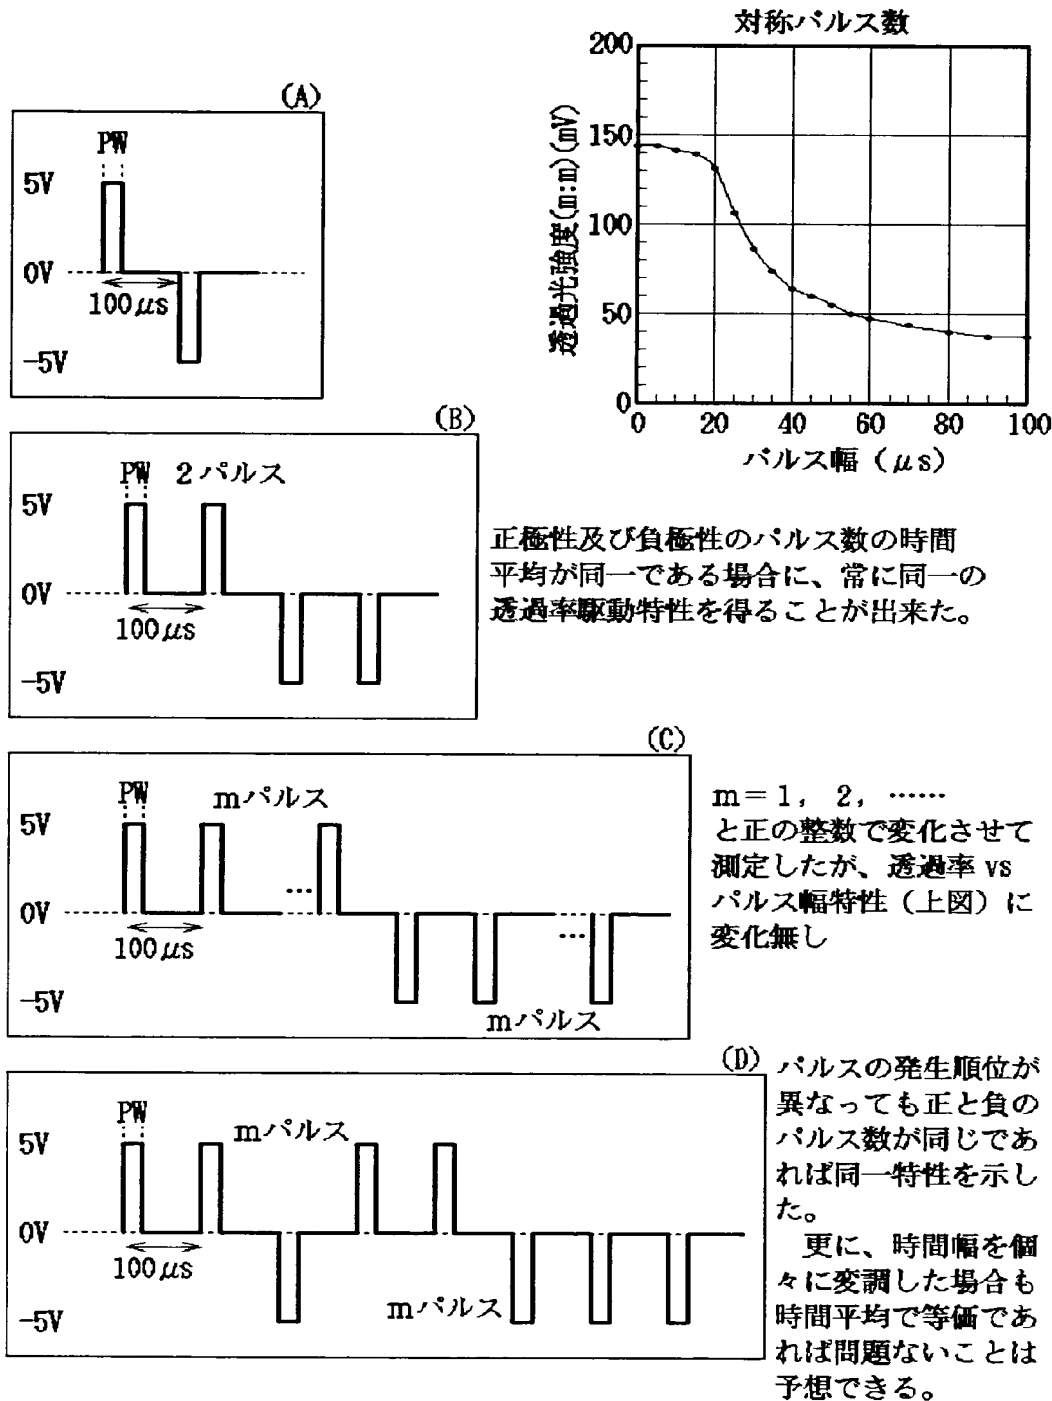 対称パルス数
200
150
100
50
0
透過光強度(m:m)(mV)
0 20 40 60 80 100
パルス幅（μs）
(A)
PW
5V
0V
100μs
-5V
(B)
PW 2パルス
5V
0V
100μs
-5V
正極性及び負極性のパルス数の時間
平均が同一である場合に、常に同一の
透過率駆動特性を得ることが出来た。
(C)
PW mパルス
5V
…
0V
100μs
…
-5V
mパルス
m＝1， 2，……
と正の整数で変化させて
測定したが、透過率 vs
パルス幅特性（上図）に
変化無し
(D)
PW mパルス
5V
0V
100μs
mパルス
-5V
パルスの発生順位が
異なっても正と負の
パルス数が同じであ
れば同一特性を示し
た。
更に、時間幅を個
々に変調した場合も
時間平均で等価であ
れば問題ないことは
予想できる。